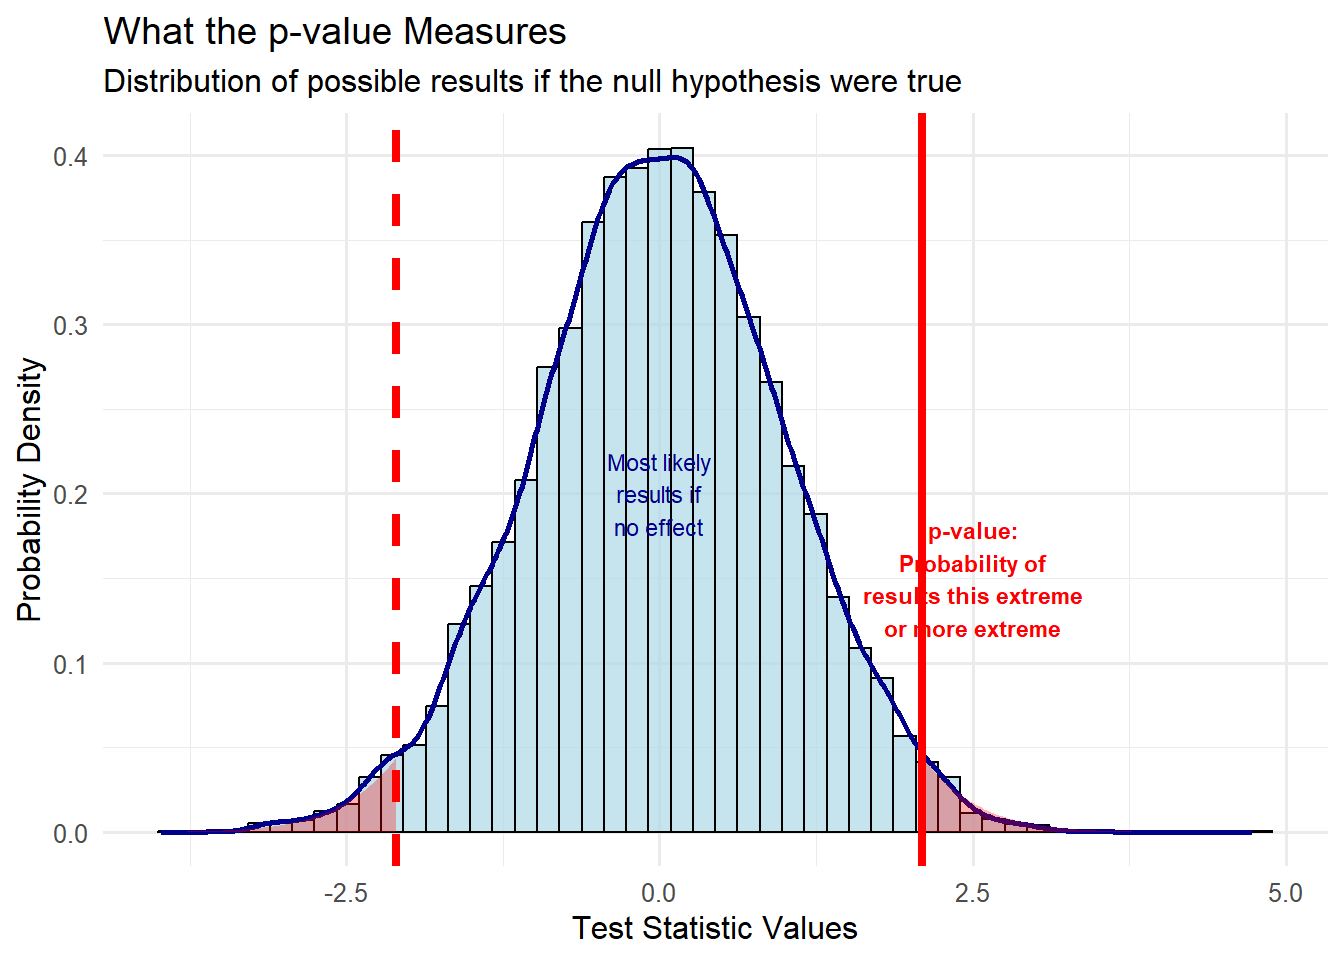 What the p-value Measures
Distribution of possible results if the null hypothesis were true
Probability Density
0.4
0.3
0.2
0.1
0.0
Most likely
results if
no effect
p-value:
Probability of
results this extreme
or more extreme
-2.5
0.0
2.5
5.0
Test Statistic Values